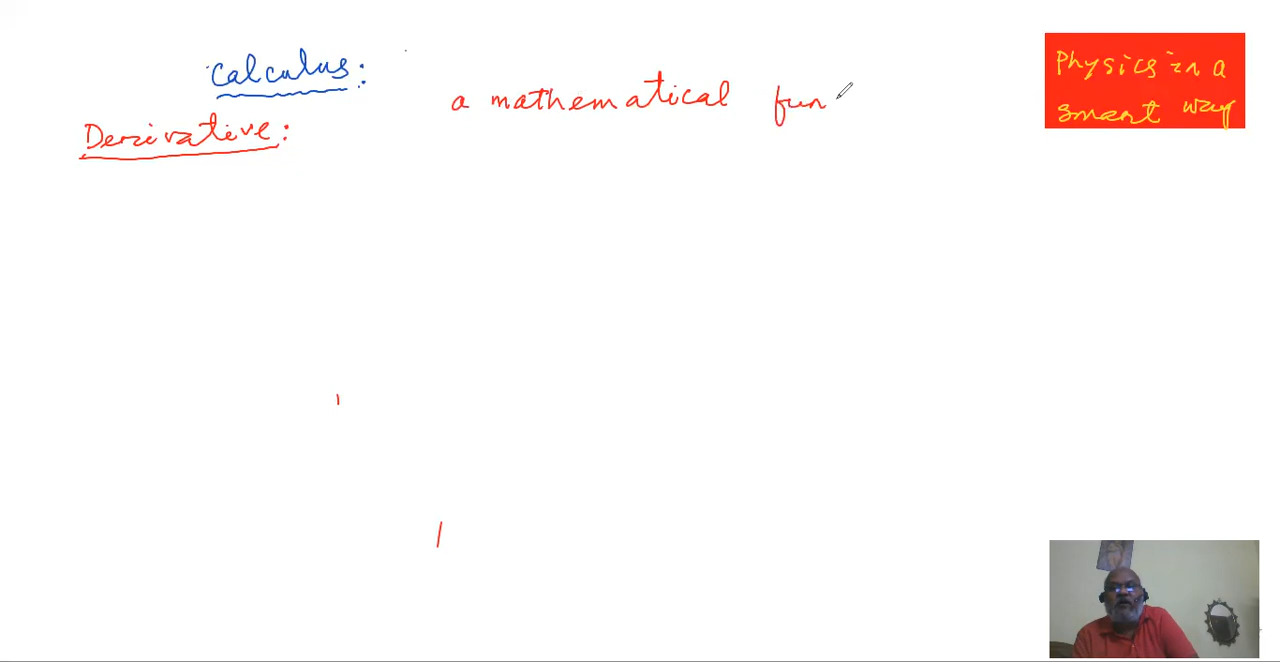 Calculus:
a mathematical fun
Derivative:
Physics in a
smart way